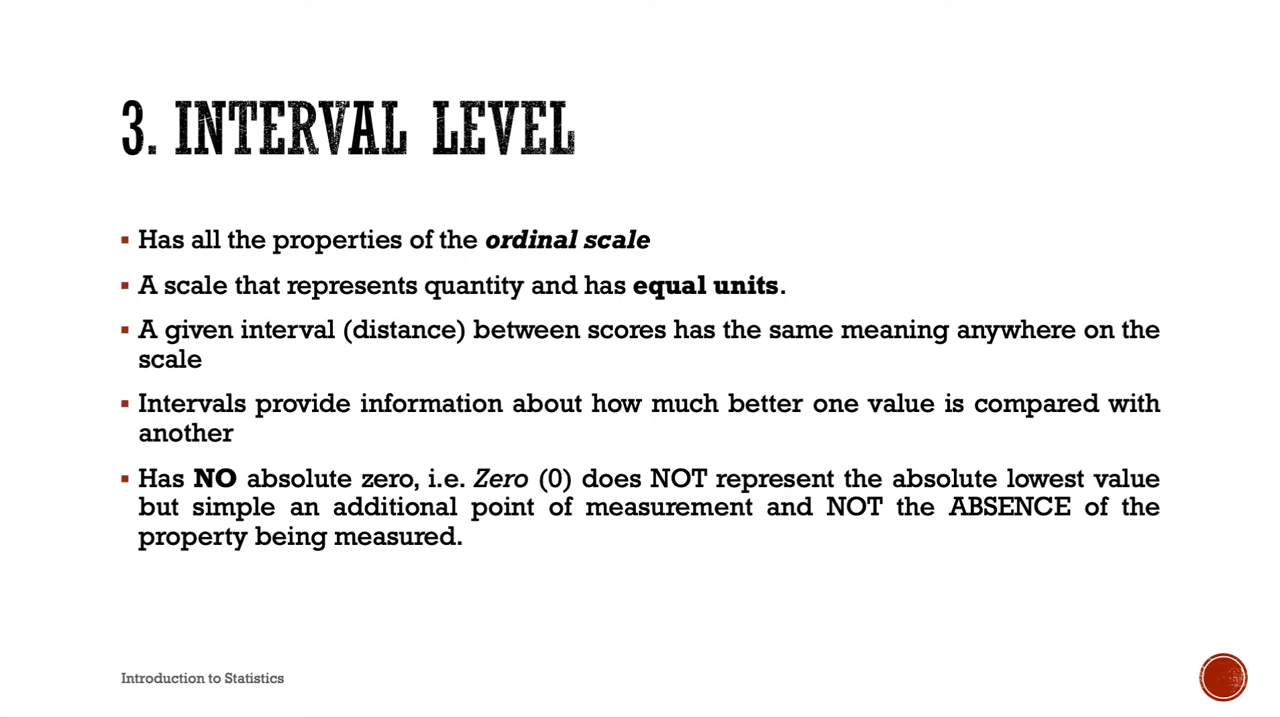 3. INTERVAL LEVEL
▪ Has all the properties of the ordinal scale
▪ A scale that represents quantity and has equal units.
▪ A given interval (distance) between scores has the same meaning anywhere on the
scale
▪ Intervals provide information about how much better one value is compared with
another
▪ Has NO absolute zero, i.e. Zero (0) does NOT represent the absolute lowest value
but simple an additional point of measurement and NOT the ABSENCE of the
property being measured.
Introduction to Statistics